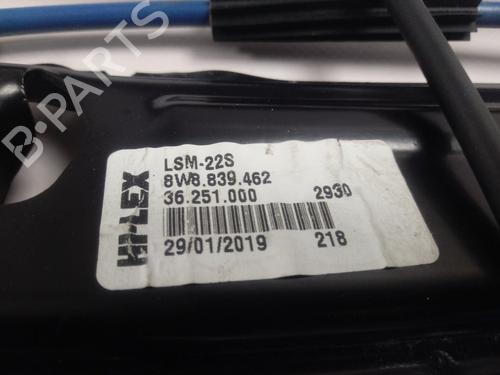 B-PARTS
HI-LEX
LSM-22S
8W8.839.462
36.251.000 2930
29/01/2019 218